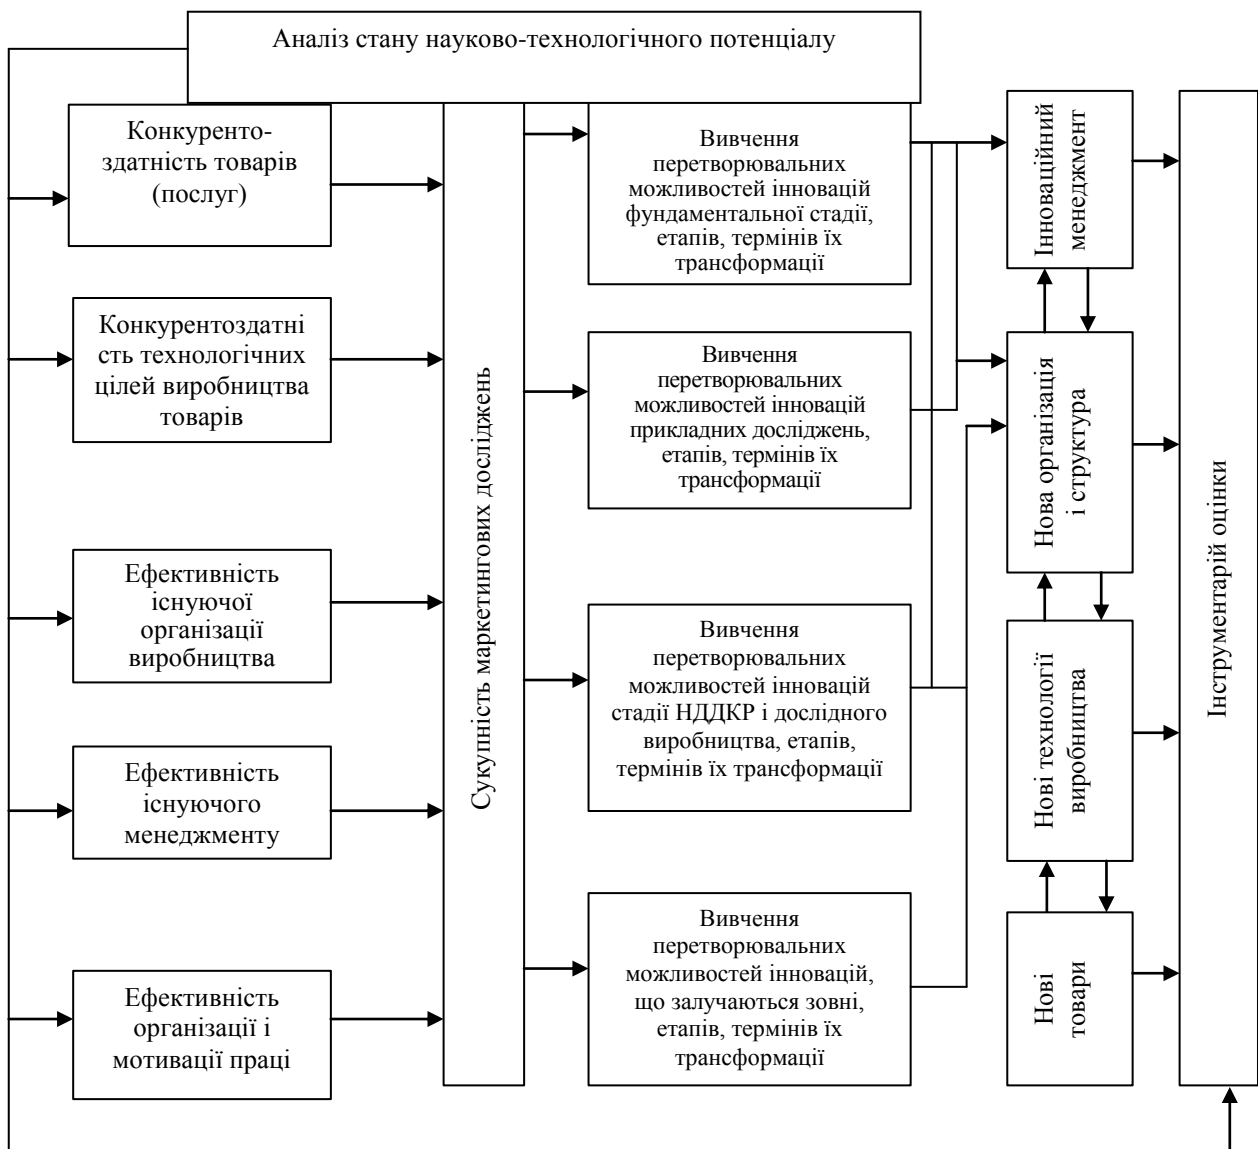 Аналіз стану науково-технологічного потенціалу
Конкуренто-
здатність товарів
(послуг)
Конкурентоздатні
сть технологічних
цілей виробництва
товарів
Ефективність
існуючої
організації
виробництва
Ефективність
існуючого
менеджменту
Ефективність
організації і
мотивації праці
Сукупність маркетингових досліджень
Вивчення
перетворювальних
можливостей інновацій
фундаментальної стадії,
етапів, термінів їх
трансформації
Вивчення
перетворювальних
можливостей інновацій
прикладних досліджень,
етапів, термінів їх
трансформації
Вивчення
перетворювальних
можливостей інновацій
стадії НДДКР і дослідного
виробництва, етапів,
термінів їх трансформації
Вивчення
перетворювальних
можливостей інновацій,
що залучаються зовні,
етапів, термінів їх
трансформації
Інноваційний
менеджмент
Нова організація
і структура
Нові технології
виробництва
Нові
товари
Інструментарій оцінки